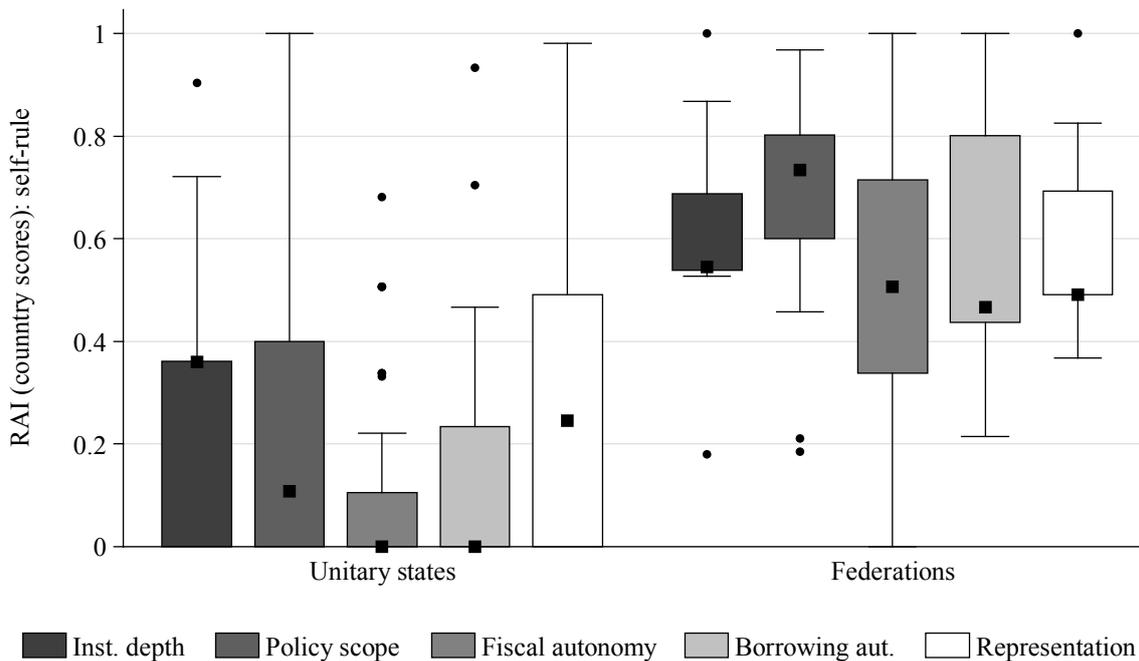 RAI (counntry scores): self-rule
1
0.8
0.6
0.4
0.2
0
Unitary states
Federations
Inst. depth
Policy scope
Fiscal autonomy
Borrowing aut.
Representation